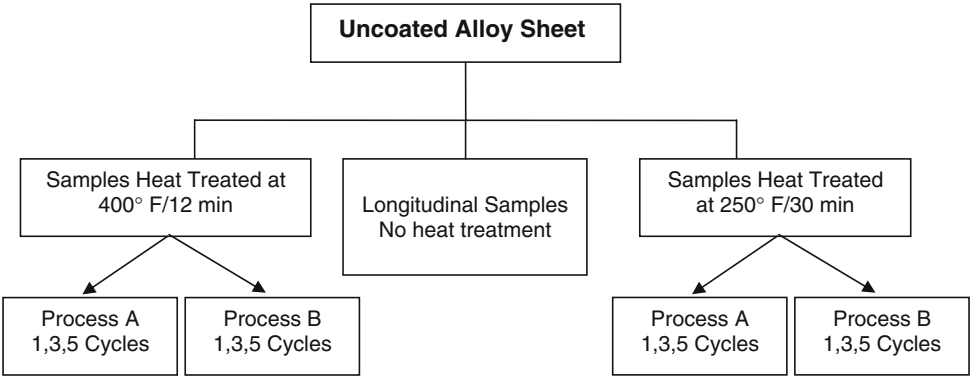 Uncoated Alloy Sheet
Samples Heat Treated at
400° F/12 min
Longitudinal Samples
No heat treatment
Samples Heat Treated
at 250° F/30 min
Process A
1,3,5 Cycles
Process B
1,3,5 Cycles
Process A
1,3,5 Cycles
Process B
1,3,5 Cycles